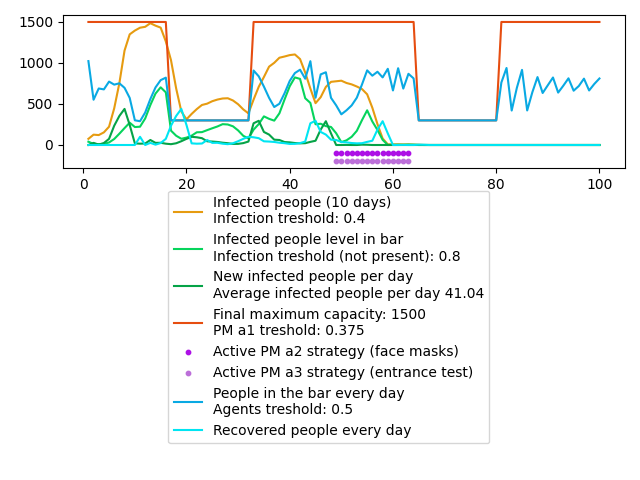 1500
1000
500
0
0
20
40
60
80
100
Infected people (10 days)
Infection treshold: 0.4
Infected people level in bar
Infection treshold (not present): 0.8
New infected people per day
Average infected people per day 41.04
Final maximum capacity: 1500
PM a1 treshold: 0.375
Active PM a2 strategy (face masks)
Active PM a3 strategy (entrance test)
People in the bar every day
Agents treshold: 0.5
Recovered people every day